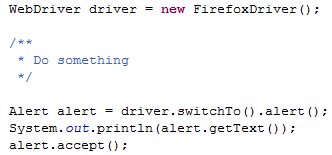 WebDriver driver = new FirefoxDriver();
/**
 * Do something
 */
Alert alert = driver.switchTo().alert();
System.out.println(alert.getText());
alert.accept();